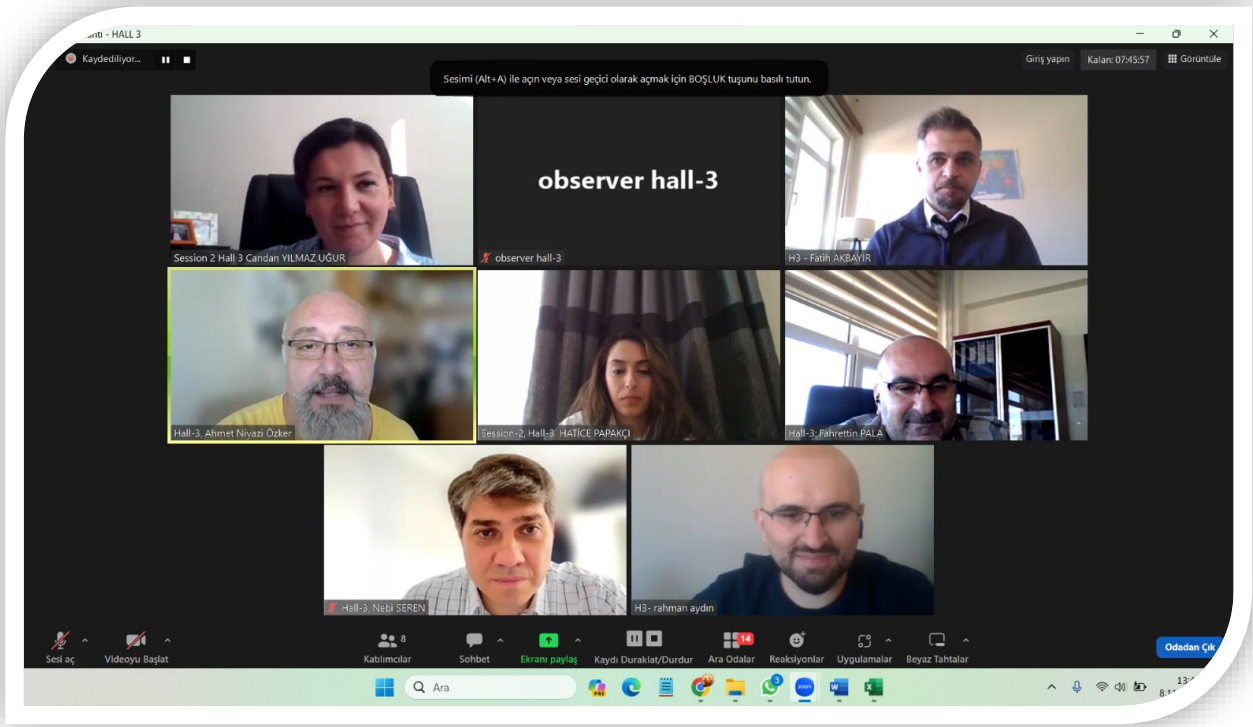 - HALL 3
Kaydediliyor...
Giriş yapın
Kalan: 07:45:57
Görüntüle
Sesimi (Alt+A) ile açın veya sesi geçici olarak açmak için BOŞLUK tuşunu basılı tutun.
observer hall-3
Session 2 Hall 3 Candan YILMAZ UĞUR
observer hall-3
H3 - Fatih AKBAYIR
Hall-3, Ahmet Niyazi Özker
Session-2, Hall-3 HATİCE PAPAKÇI
Hall-3: Fahrettin PALA
Hall-3, Nebi SEREN
H3- rahman aydın
8
14
Sesi aç
Videoyu Başlat
Katılımcılar
Sohbet
Ekranı paylaş
Kaydı Duraklat/Durdur
Ara Odalar
Reaksiyonlar
Uygulamalar
Beyaz Tahtalar
Odadan Çık
Ara
PRE
3
zoom